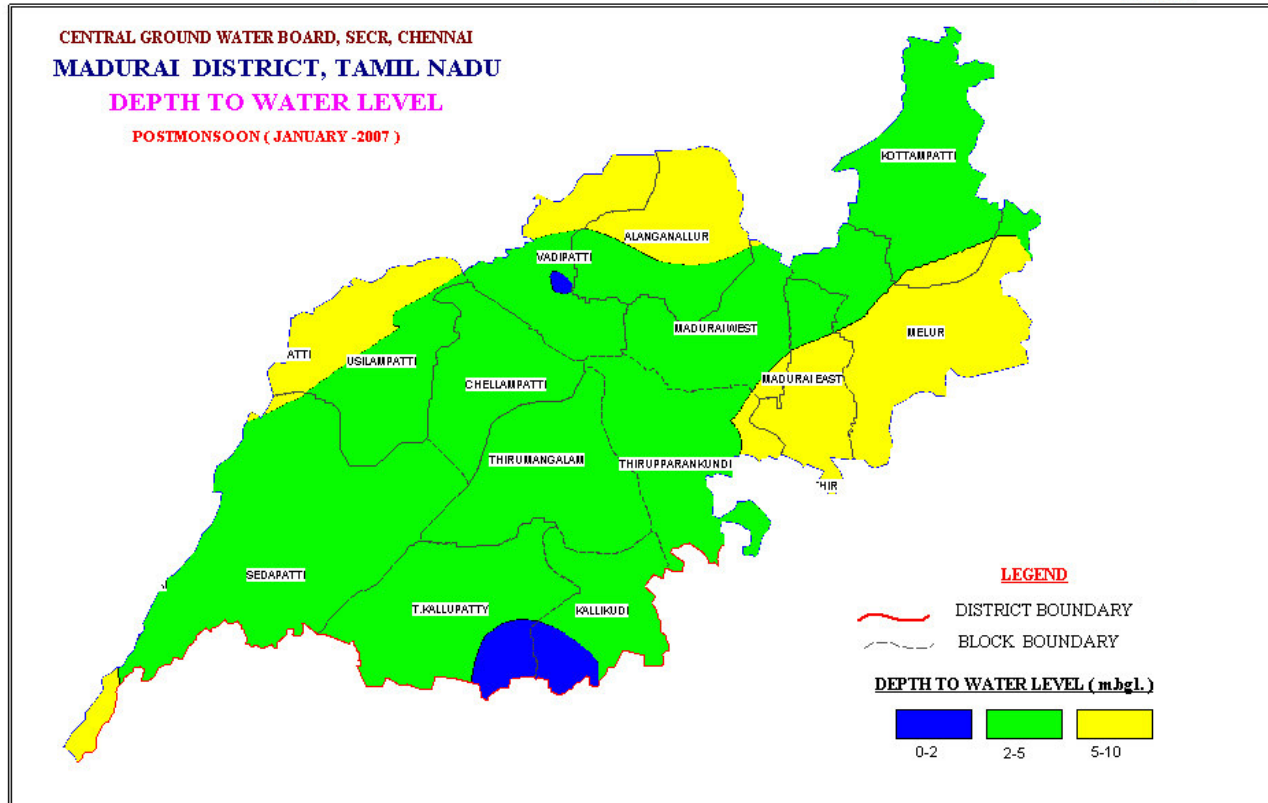 CENTRAL GROUND WATER BOARD, SECR, CHENNAI
MADURAI DISTRICT, TAMIL NADU
DEPTH TO WATER LEVEL
POSTMONSOON ( JANUARY -2007 )
KOTTAMPATTI
ALANGANALLUR
VADIPATTI
MADURAI WEST
MELUR
ATTI
USILAMPATTI
CHELLAMPATTI
MADURAI EAST
THIRUMANGALAM
THIRUPPARANKUNDI
THIR
SEDAPATTI
T.KALLUPATTY
KALLIKUDI
LEGEND
DISTRICT BOUNDARY
BLOCK BOUNDARY
DEPTH TO WATER LEVEL ( m.bgl. )
0-2
2-5
5-10